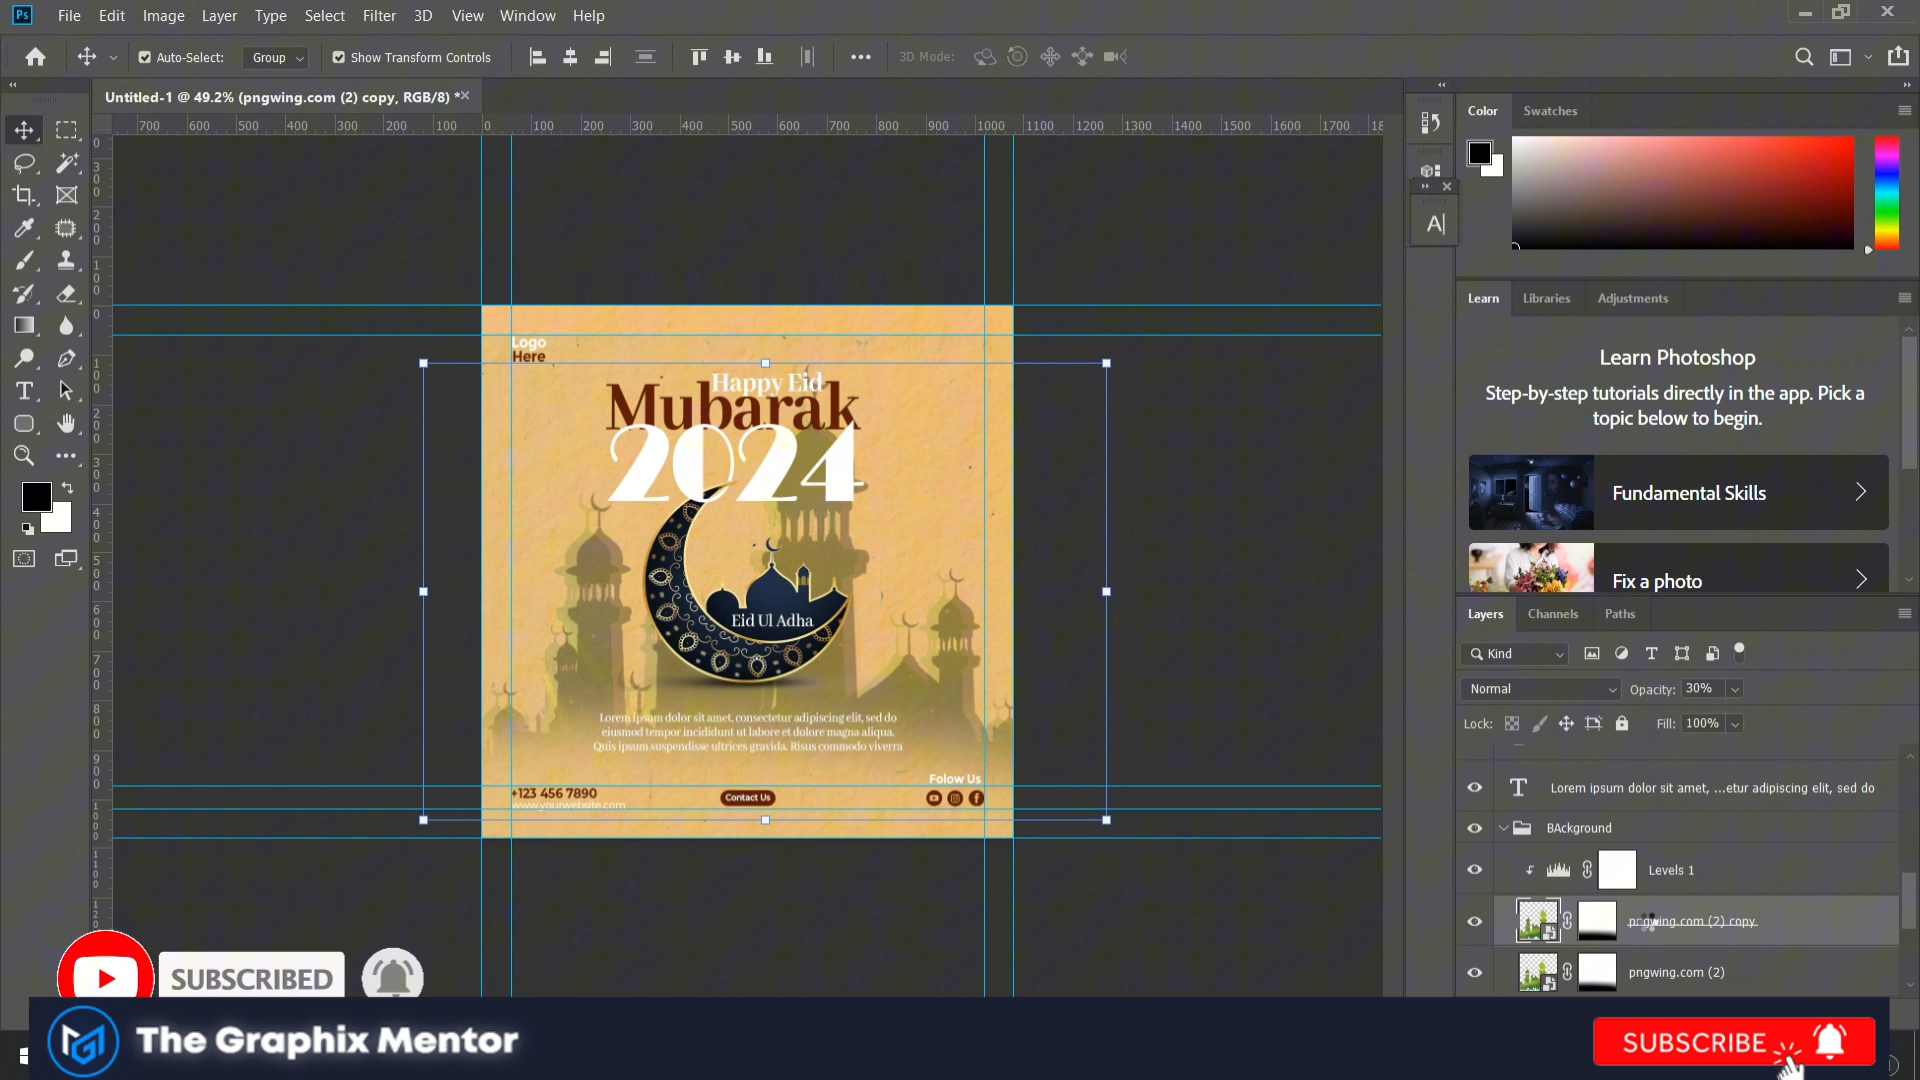 Ps File Edit Image Layer Type Select Filter 3D View Window Help
Auto-Select: Group Show Transform Controls 3D Mode:
Untitled-1 @ 49.2% (pngwing.com (2) copy, RGB/8) *
700 600 500 400 300 200 100 0 100 200 300 400 500 600 700 800 900 1000 1100 1200 1300 1400 1500 1600 1700 18
Color Swatches
Learn Libraries Adjustments
Learn Photoshop
Step-by-step tutorials directly in the app. Pick a
topic below to begin.
Fundamental Skills
Fix a photo
Logo
Here
Happy Eid
Mubarak
2024
Eid Ul Adha
Lorem ipsum dolor sit amet, consectetur adipiscing elit, sed do
eiusmod tempor incididunt ut labore et dolore magna aliqua.
Quis ipsum suspendisse ultrices gravida. Risus commodo viverra
Folow Us
+123 456 7890
www.yourwebsite.com
Contact Us
Layers Channels Paths
Kind
Normal Opacity: 30%
Lock: Fill: 100%
Lorem ipsum dolor sit amet, ...etur adipiscing elit, sed do
BAckground
Levels 1
pngwing.com (2) copy
pngwing.com (2)
SUBSCRIBED
The Graphix Mentor
SUBSCRIBE